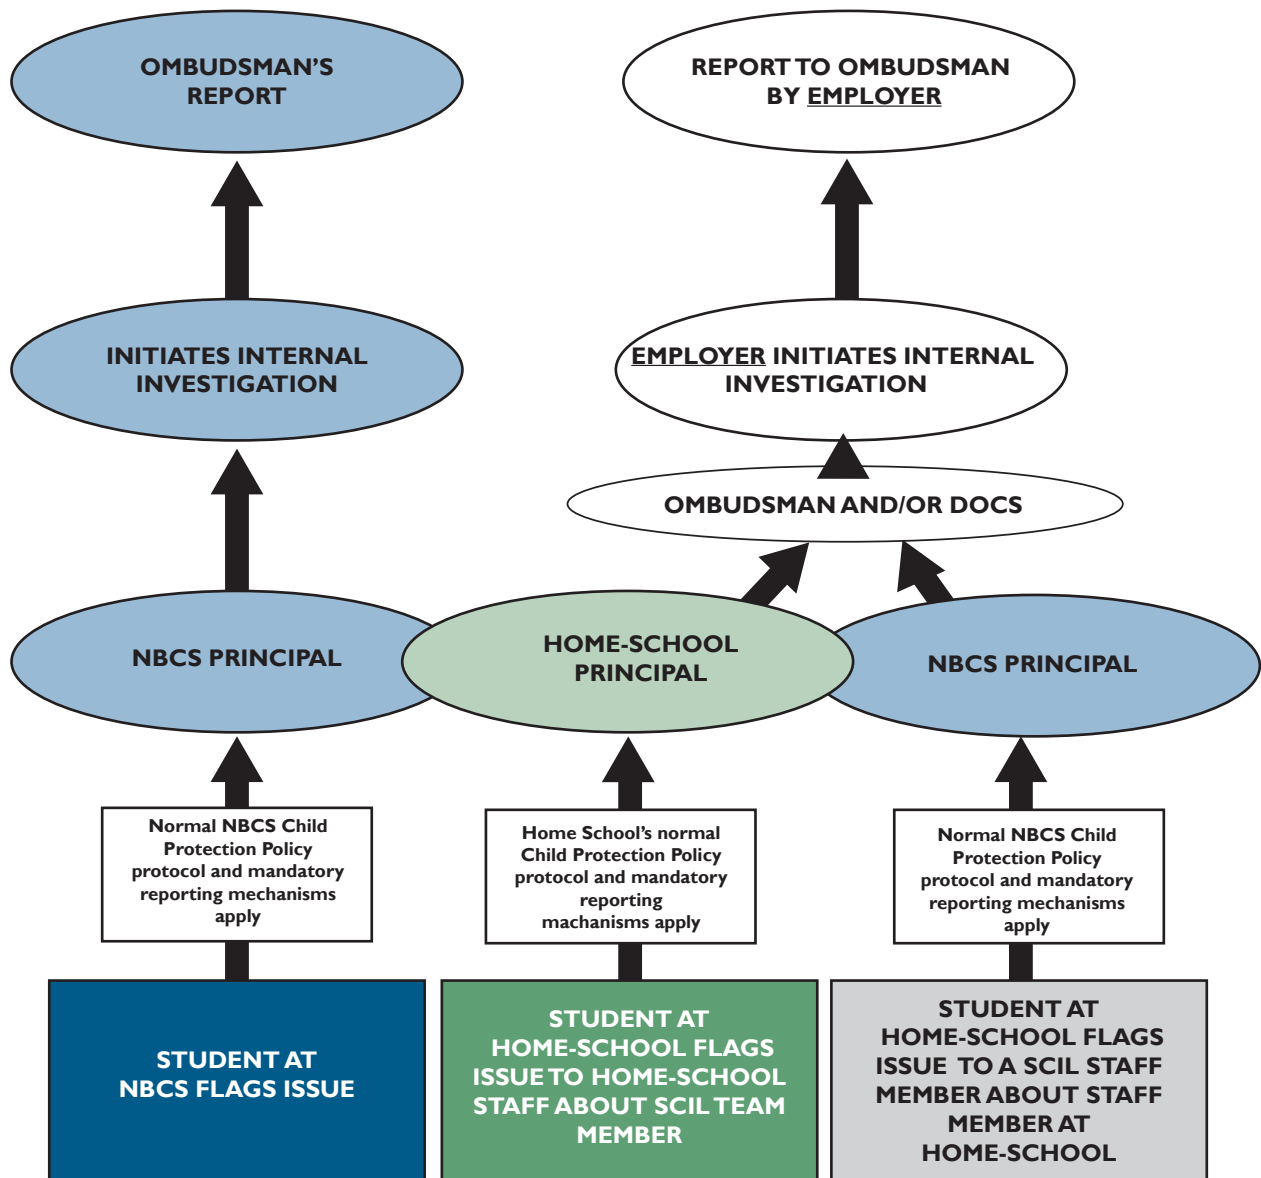 OMBUDSMAN'S
REPORT
REPORT TO OMBUDSMAN
BY EMPLOYER
INITIATES INTERNAL
INVESTIGATION
EMPLOYER INITIATES INTERNAL
INVESTIGATION
OMBUDSMAN AND/OR DOCS
NBCS PRINCIPAL
HOME-SCHOOL
PRINCIPAL
NBCS PRINCIPAL
Normal NBCS Child
Protection Policy
protocol and mandatory
reporting mechanisms
apply
Home School's normal
Child Protection Policy
protocol and mandatory
reporting
machanisms apply
Normal NBCS Child
Protection Policy
protocol and mandatory
reporting mechanisms
apply
STUDENT AT
NBCS FLAGS ISSUE
STUDENT AT
HOME-SCHOOL FLAGS
ISSUE TO HOME-SCHOOL
STAFF ABOUT SCIL TEAM
MEMBER
STUDENT AT
HOME-SCHOOL FLAGS
ISSUE TO A SCIL STAFF
MEMBER ABOUT STAFF
MEMBER AT
HOME-SCHOOL